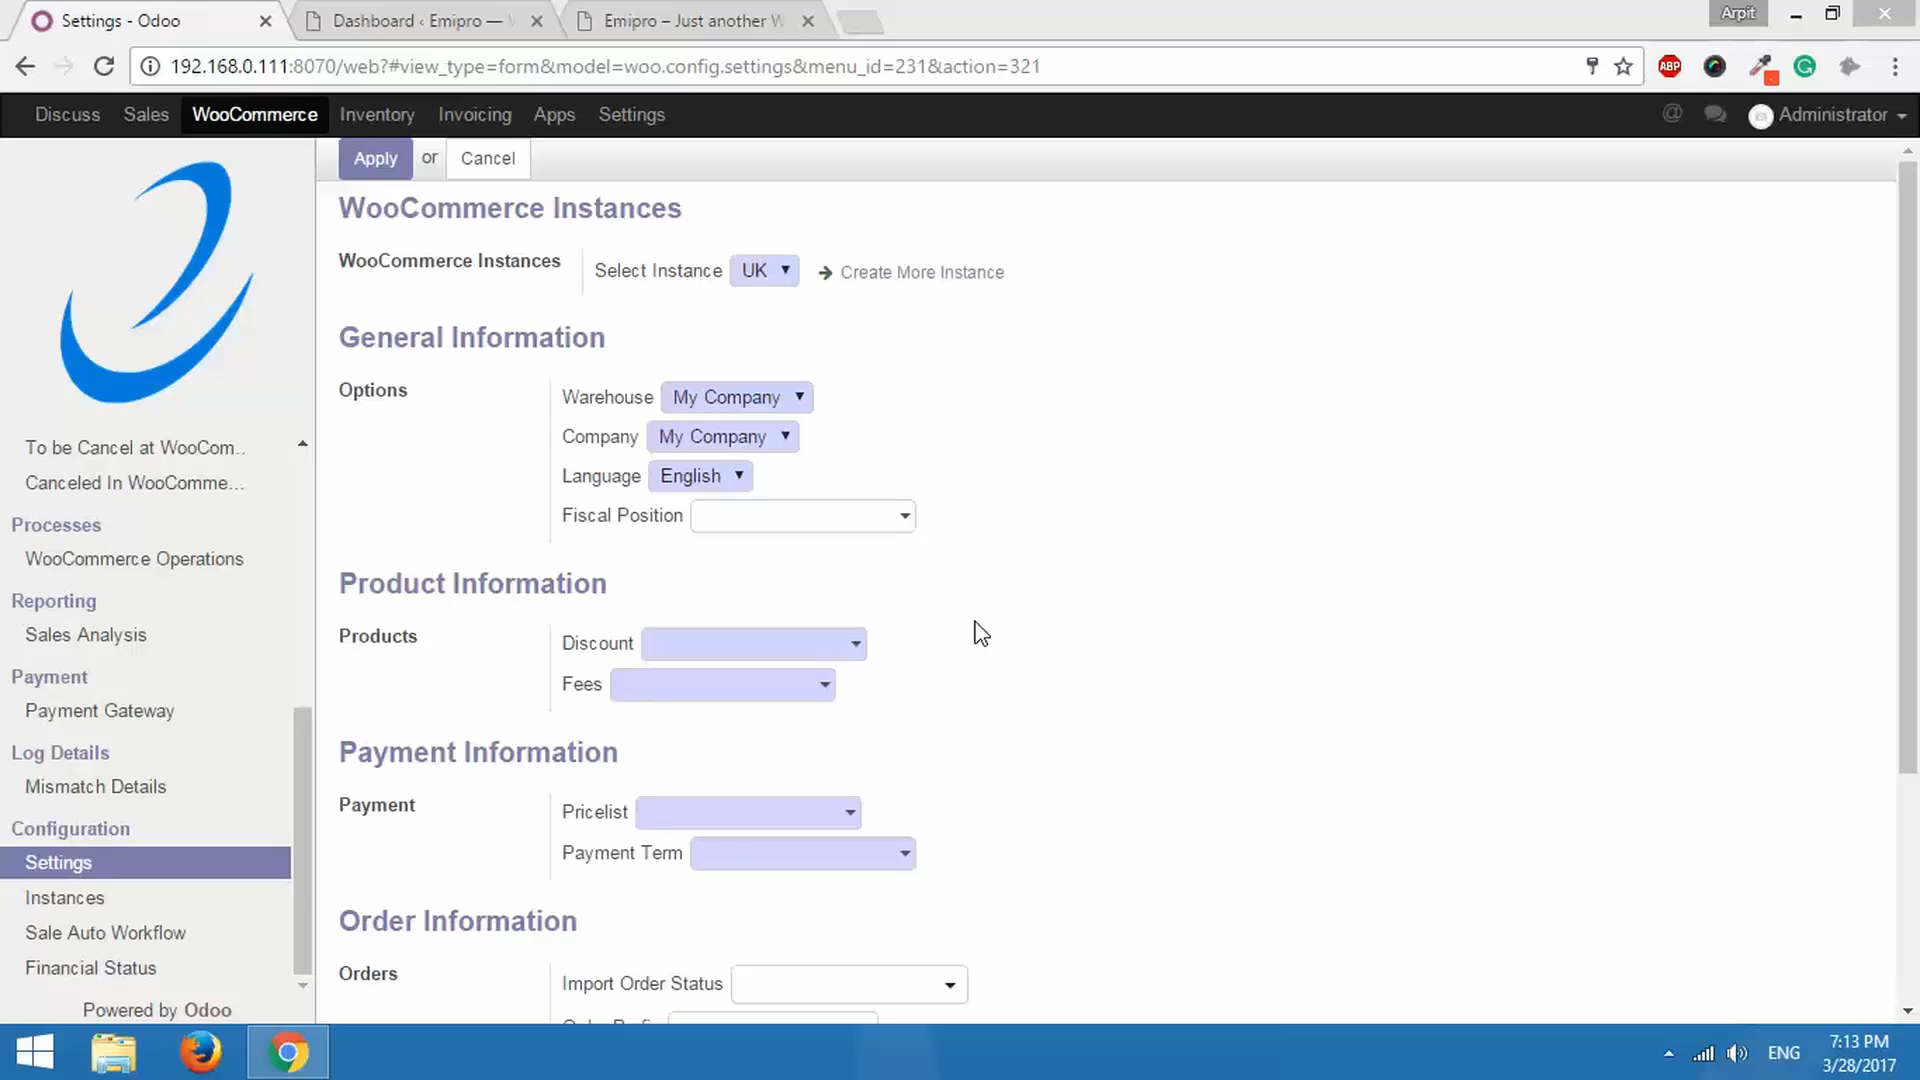 Settings - Odoo
Dashboard ‹ Emipro —
Emipro – Just another W
Arpit
192.168.0.111:8070/web?#view_type=form&model=woo.config.settings&menu_id=231&action=321
ABP
Discuss Sales WooCommerce Inventory Invoicing Apps Settings
@ Administrator
Apply or Cancel
WooCommerce Instances
WooCommerce Instances
Select Instance UK
Create More Instance
General Information
Options
Warehouse My Company
Company My Company
Language English
Fiscal Position
Product Information
Products
Discount
Fees
Payment Information
Payment
Pricelist
Payment Term
Order Information
Orders
Import Order Status
To be Cancel at WooCom..
Canceled In WooComme...
Processes
WooCommerce Operations
Reporting
Sales Analysis
Payment
Payment Gateway
Log Details
Mismatch Details
Configuration
Settings
Instances
Sale Auto Workflow
Financial Status
Powered by Odoo
ENG
7:13 PM
3/28/2017